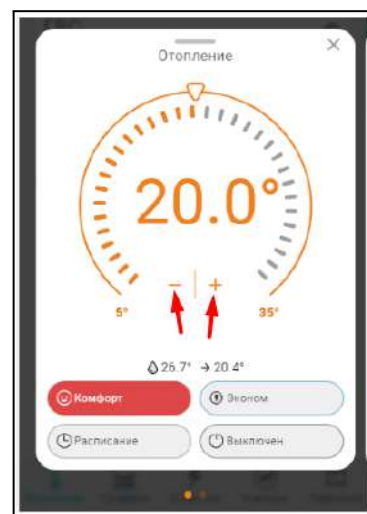 Отопление
20.0°
− +
5° 35°
26.7° → 20.4°
Комфорт Эконом
Расписание Выключен